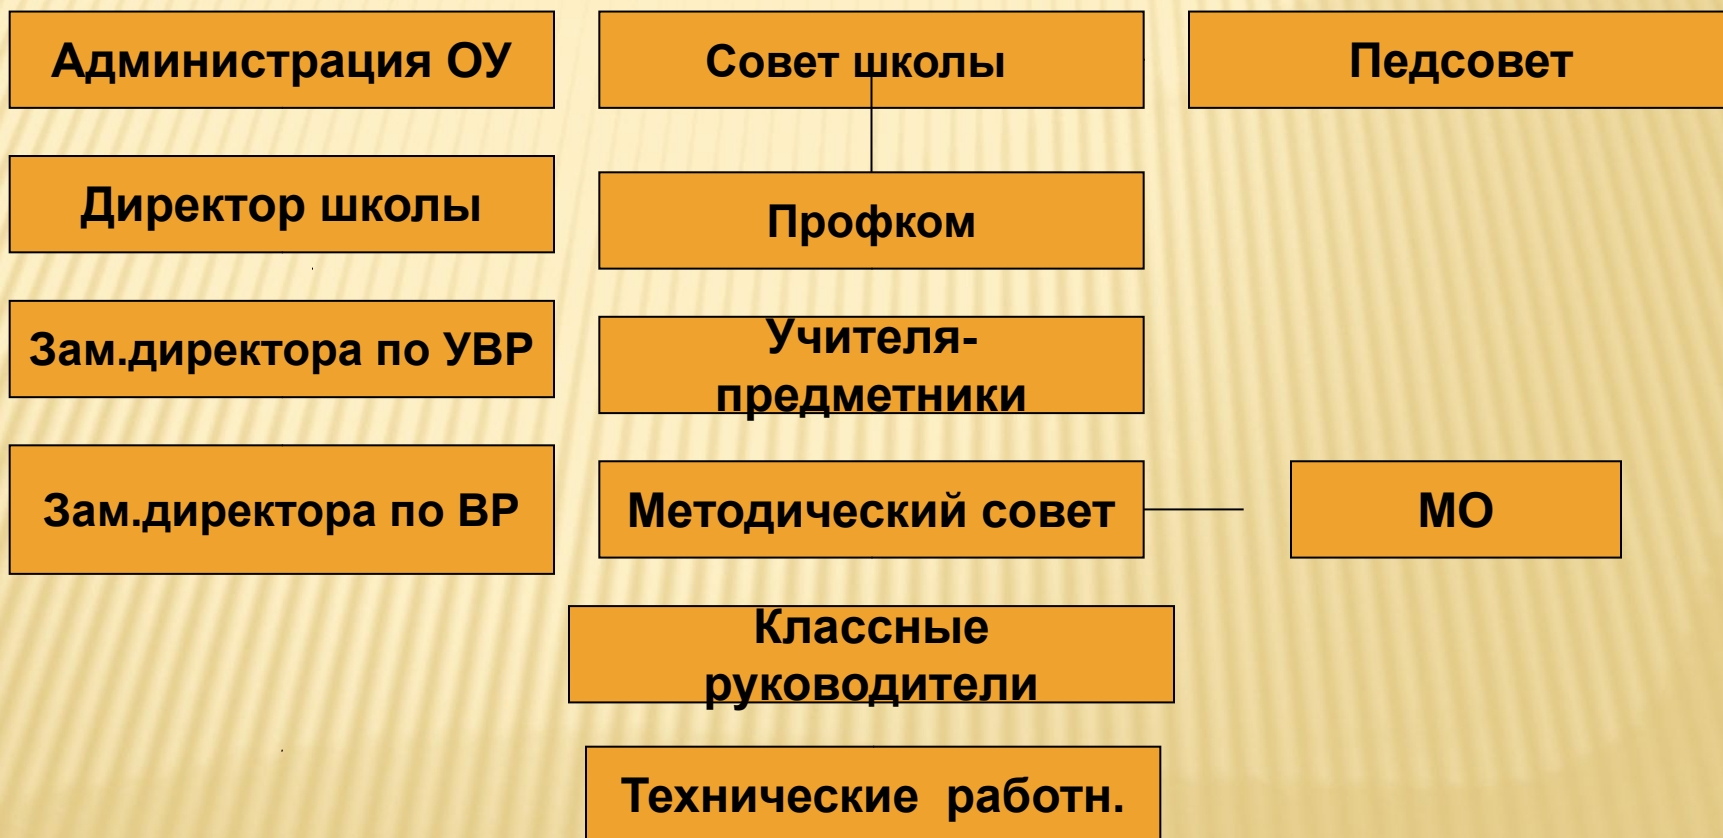 Администрация ОУ
Совет школы
Педсовет
Директор школы
Профком
Зам.директора по УВР
Учителя-
предметники
Зам.директора по ВР
Методический совет
МО
Классные
руководители
Технические  работн.